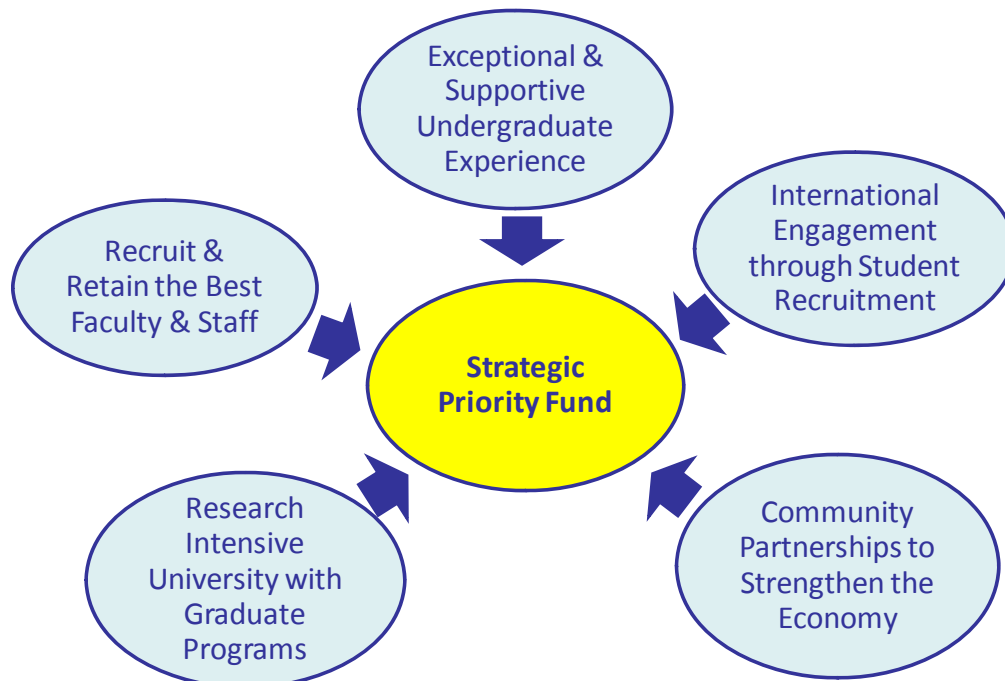 Exceptional &
Supportive
Undergraduate
Experience
International
Engagement
through Student
Recruitment
Recruit &
Retain the Best
Faculty & Staff
Strategic
Priority Fund
Research
Intensive
University with
Graduate
Programs
Community
Partnerships to
Strengthen the
Economy